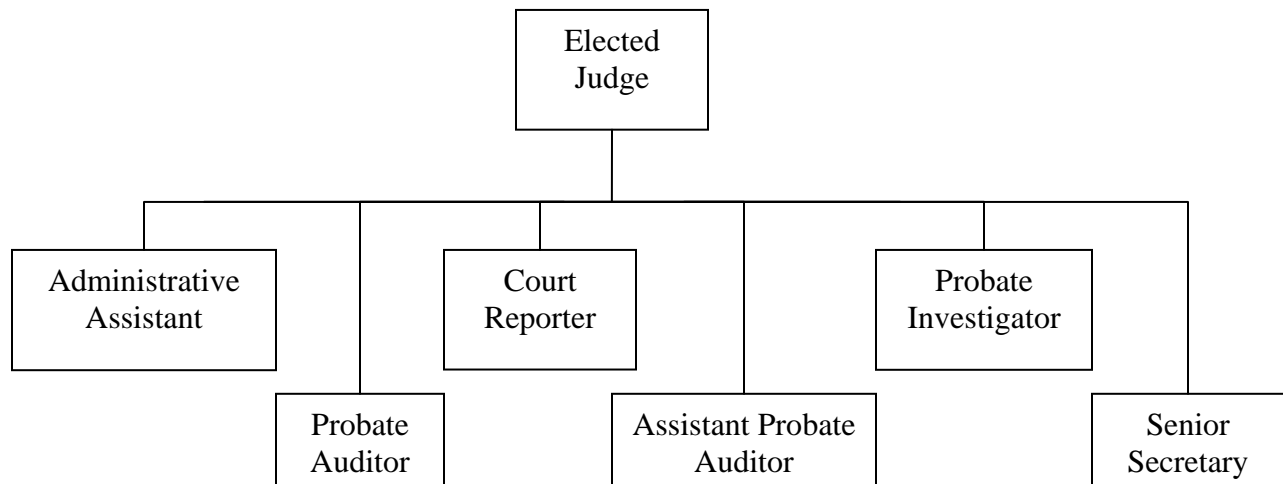 Elected
Judge
Administrative
Assistant
Court
Reporter
Probate
Investigator
Probate
Auditor
Assistant Probate
Auditor
Senior
Secretary